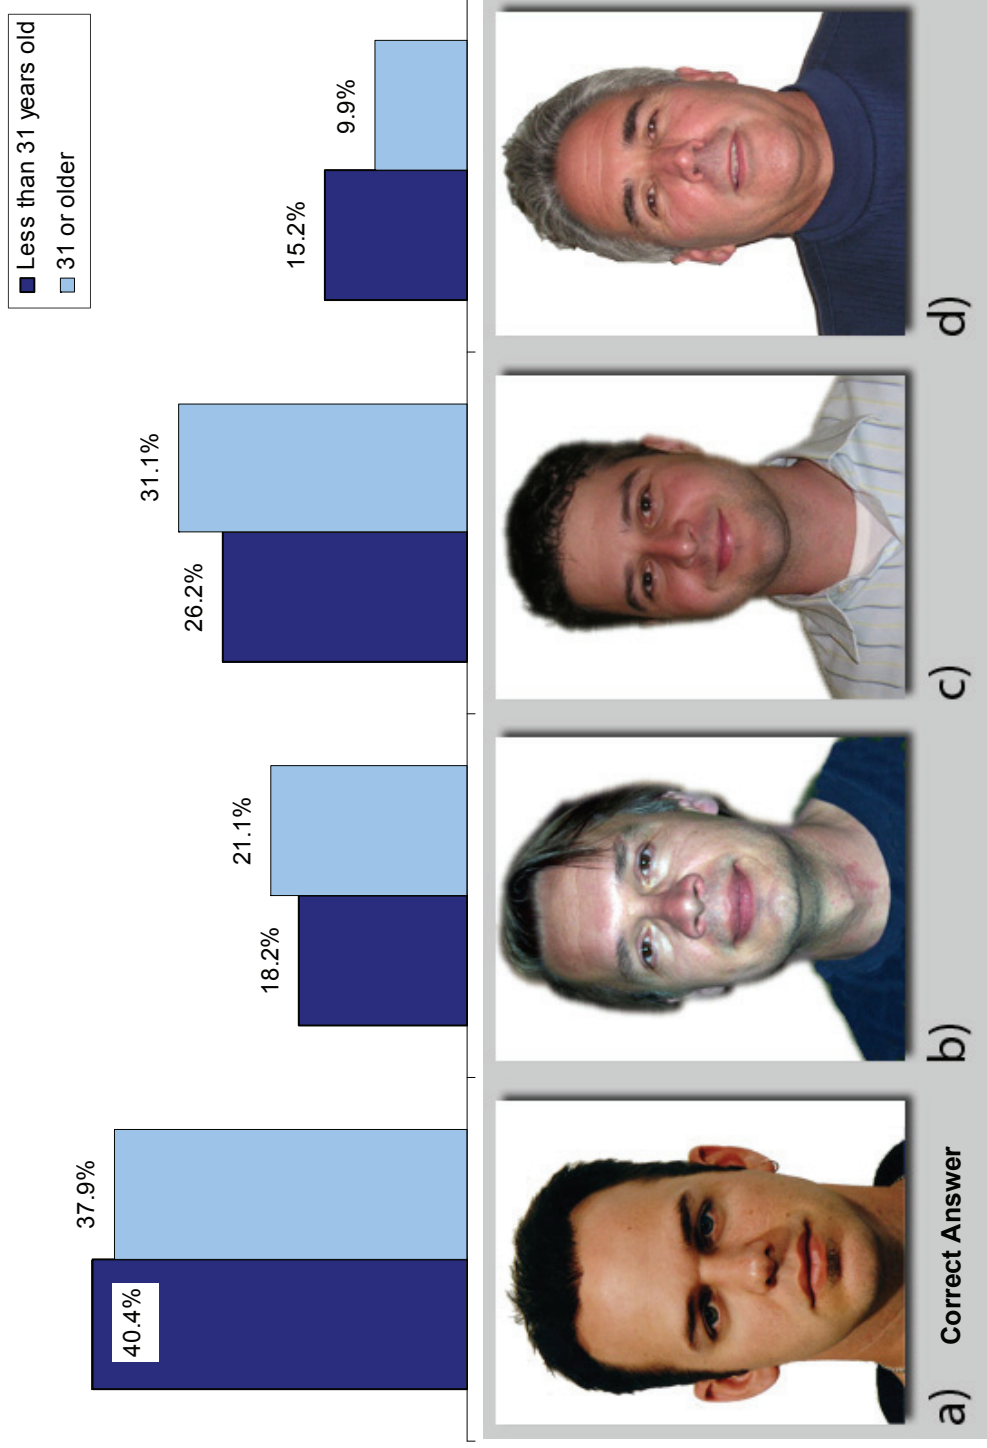 Less than 31 years old
31 or older
40.4%
37.9%
18.2%
21.1%
26.2%
31.1%
15.2%
9.9%
a) Correct Answer
b)
c)
d)